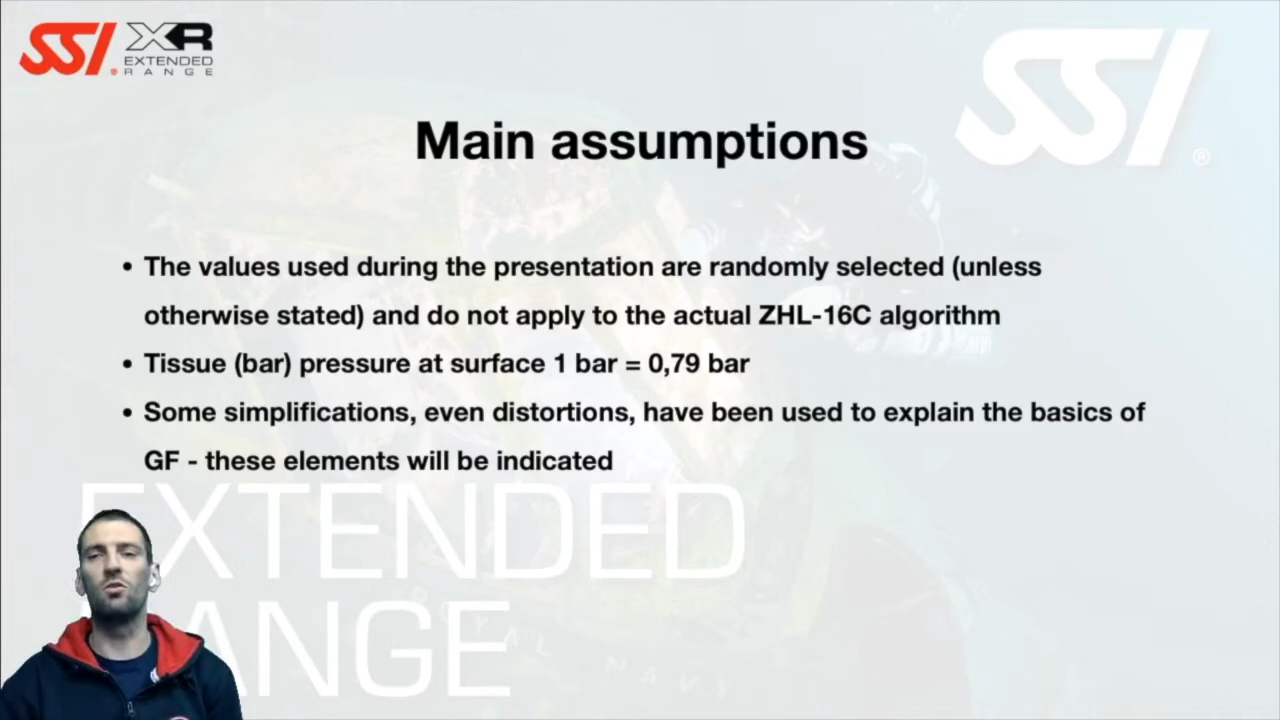 SSI® XR
EXTENDED
RANGE
SSI®
Main assumptions
• The values used during the presentation are randomly selected (unless
otherwise stated) and do not apply to the actual ZHL-16C algorithm
• Tissue (bar) pressure at surface 1 bar = 0,79 bar
• Some simplifications, even distortions, have been used to explain the basics of
GF - these elements will be indicated
EXTENDED
ANGE